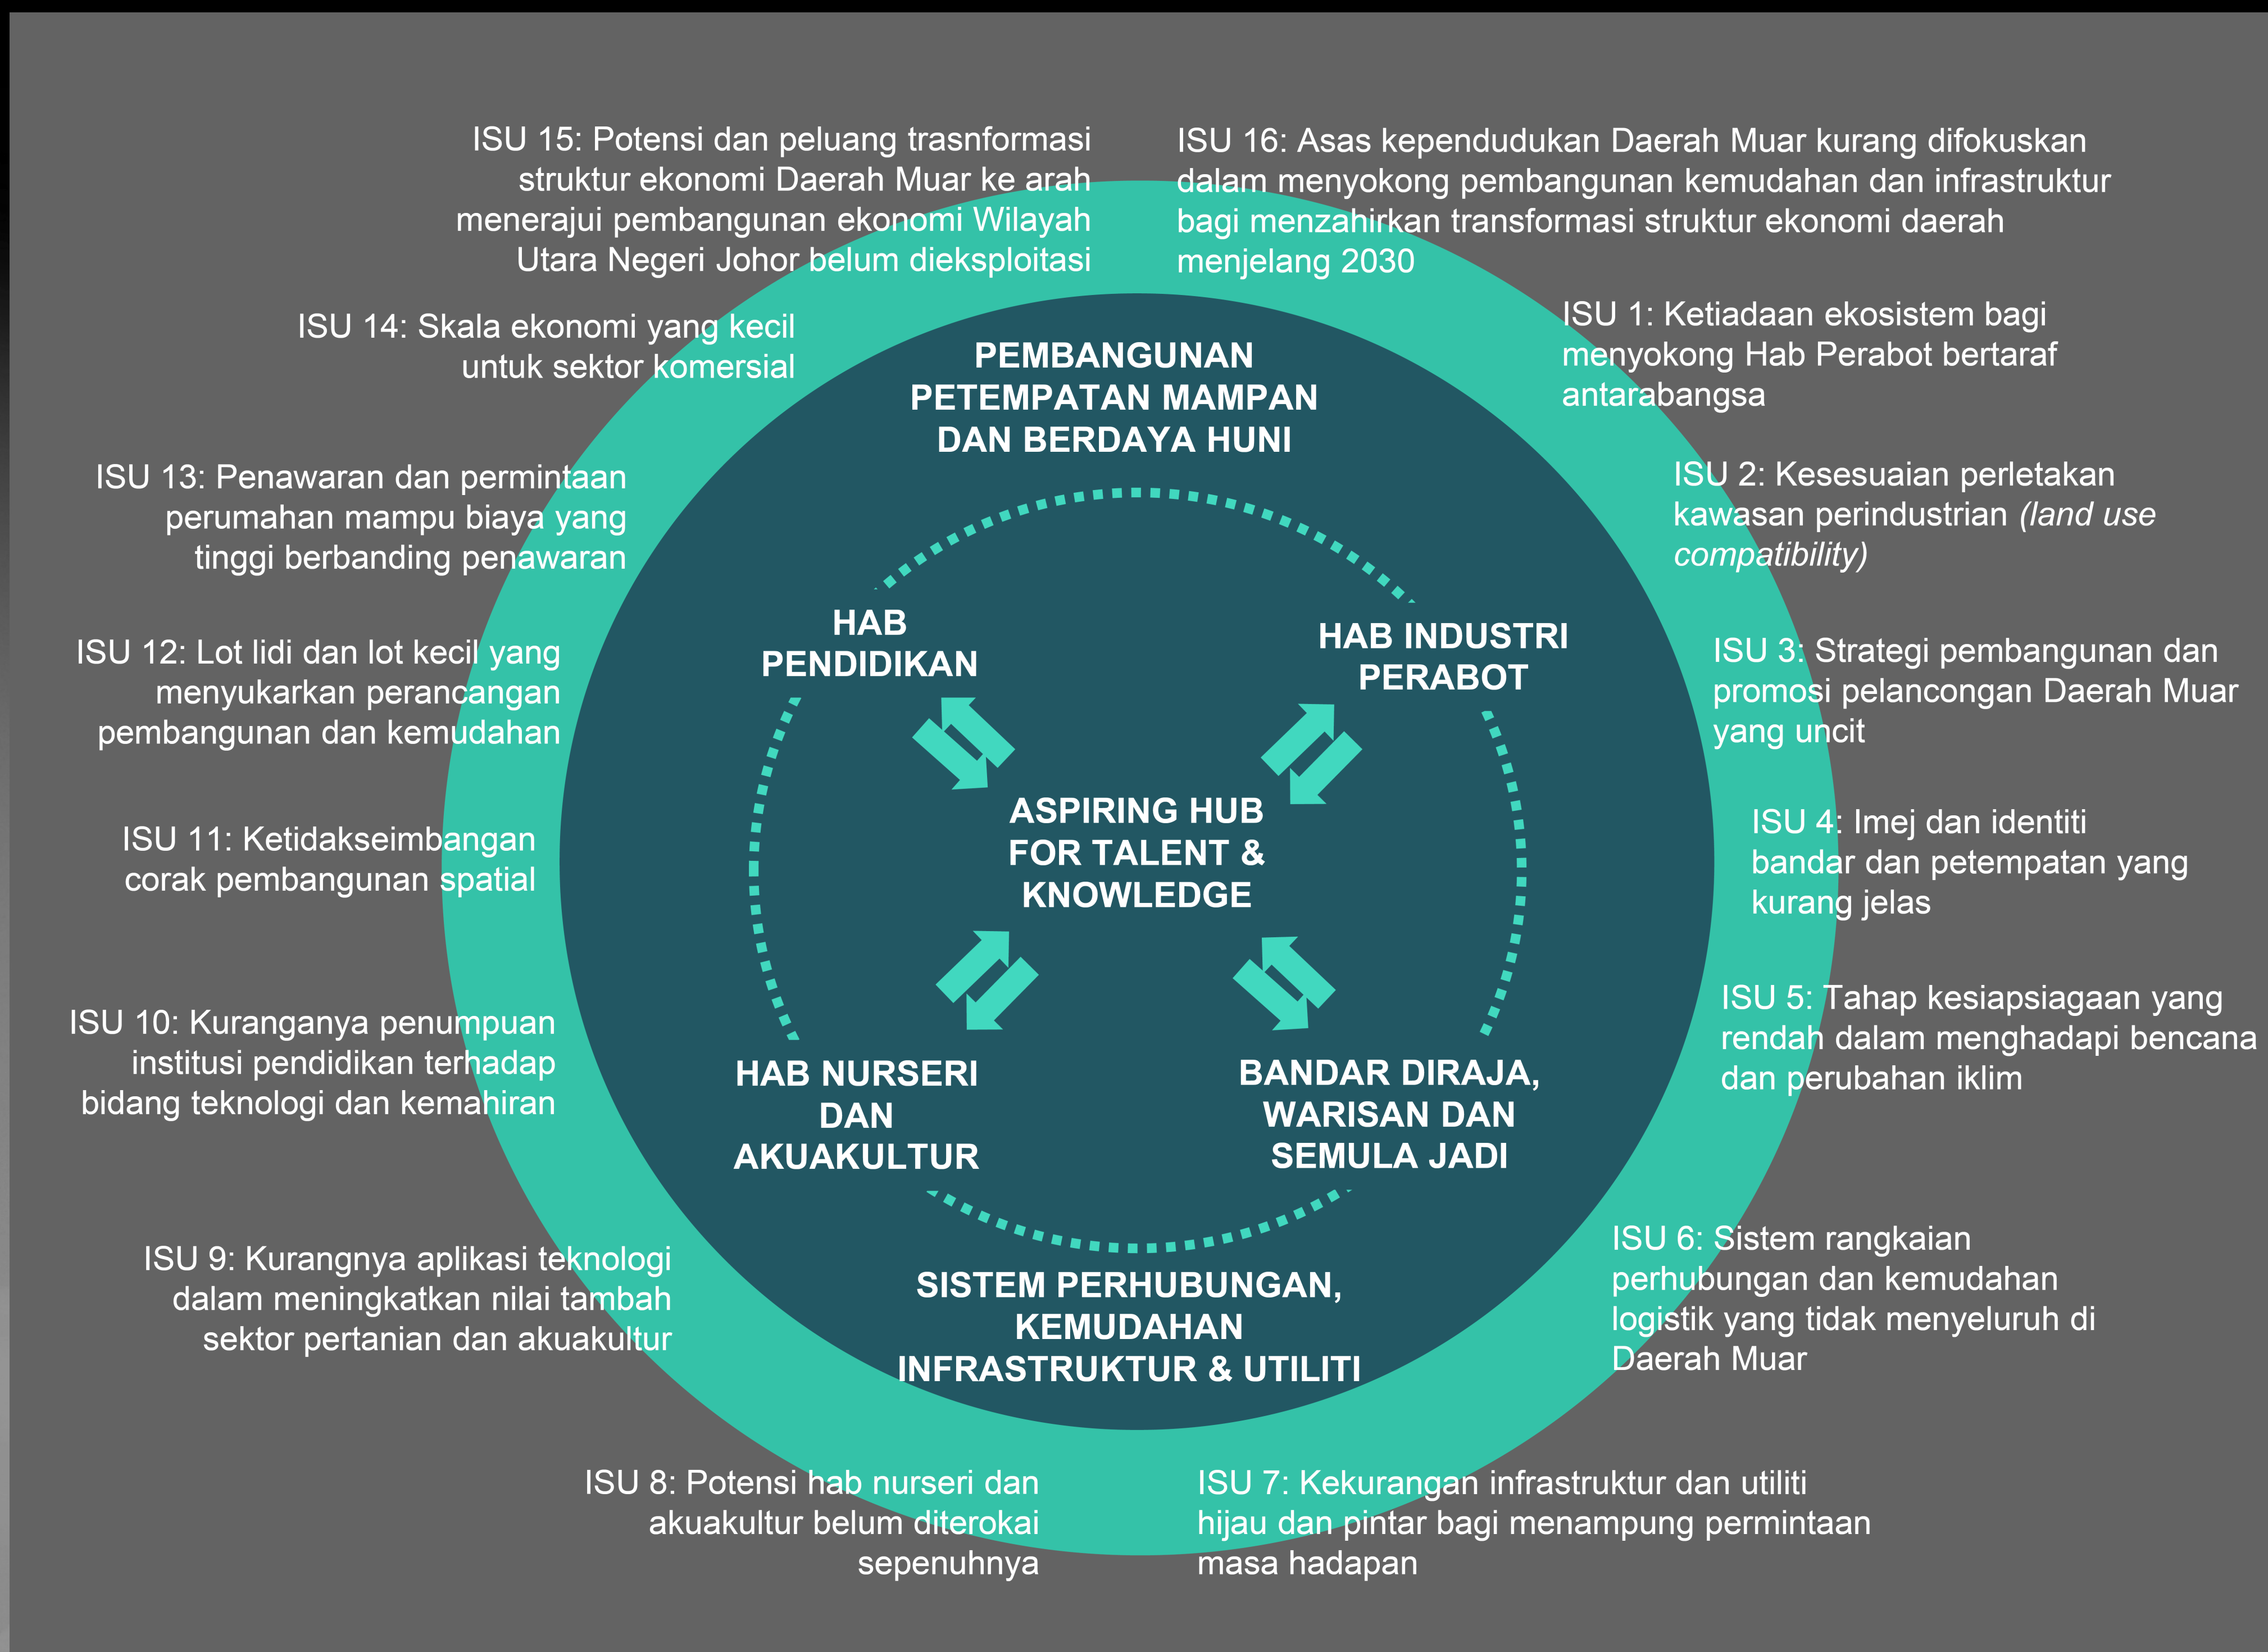 ISU 15: Potensi dan peluang trasnformasi
struktur ekonomi Daerah Muar ke arah
menerajui pembangunan ekonomi Wilayah
Utara Negeri Johor belum dieksploitasi
ISU 16: Asas kependudukan Daerah Muar kurang difokuskan
dalam menyokong pembangunan kemudahan dan infrastruktur
bagi menzahirkan transformasi struktur ekonomi daerah
menjelang 2030
ISU 14: Skala ekonomi yang kecil
untuk sektor komersial
ISU 1: Ketiadaan ekosistem bagi
menyokong Hab Perabot bertaraf
antarabangsa
ISU 13: Penawaran dan permintaan
perumahan mampu biaya yang
tinggi berbanding penawaran
ISU 2: Kesesuaian perletakan
kawasan perindustrian (land use
compatibility)
ISU 12: Lot lidi dan lot kecil yang
menyukarkan perancangan
pembangunan dan kemudahan
ISU 3: Strategi pembangunan dan
promosi pelancongan Daerah Muar
yang uncit
ISU 11: Ketidakseimbangan
corak pembangunan spatial
ISU 4: Imej dan identiti
bandar dan petempatan yang
kurang jelas
ISU 10: Kuranganya penumpuan
institusi pendidikan terhadap
bidang teknologi dan kemahiran
ISU 5: Tahap kesiapsiagaan yang
rendah dalam menghadapi bencana
dan perubahan iklim
ISU 9: Kurangnya aplikasi teknologi
dalam meningkatkan nilai tambah
sektor pertanian dan akuakultur
ISU 6: Sistem rangkaian
perhubungan dan kemudahan
logistik yang tidak menyeluruh di
Daerah Muar
ISU 8: Potensi hab nurseri dan
akuakultur belum diterokai
sepenuhnya
ISU 7: Kekurangan infrastruktur dan utiliti
hijau dan pintar bagi menampung permintaan
masa hadapan
PEMBANGUNAN
PETEMPATAN MAMPAN
DAN BERDAYA HUNI
HAB
PENDIDIKAN
HAB INDUSTRI
PERABOT
ASPIRING HUB
FOR TALENT &
KNOWLEDGE
HAB NURSERI
DAN
AKUAKULTUR
BANDAR DIRAJA,
WARISAN DAN
SEMULA JADI
SISTEM PERHUBUNGAN,
KEMUDAHAN
INFRASTRUKTUR & UTILITI